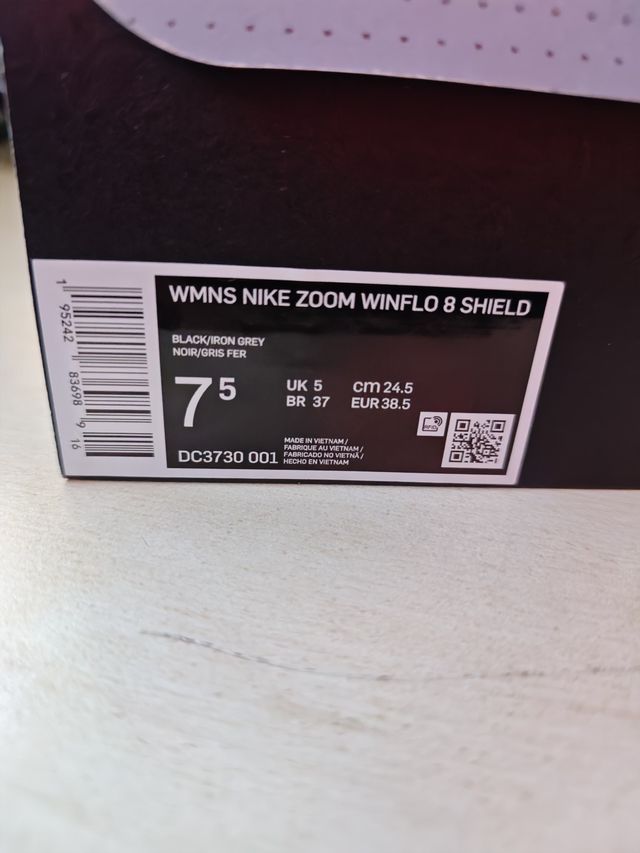 WMNS NIKE ZOOM WINFLO 8 SHIELD
BLACK/IRON GREY
NOIR/GRIS FER
7 5
UK 5 cm 24.5
BR 37 EUR 38.5
DC3730 001
MADE IN VIETNAM /
FABRIQUE AU VIETNAM /
FABRICADO NO VIETNÃ /
HECHO EN VIETNAM
RFID
1 95242 83698 9 16